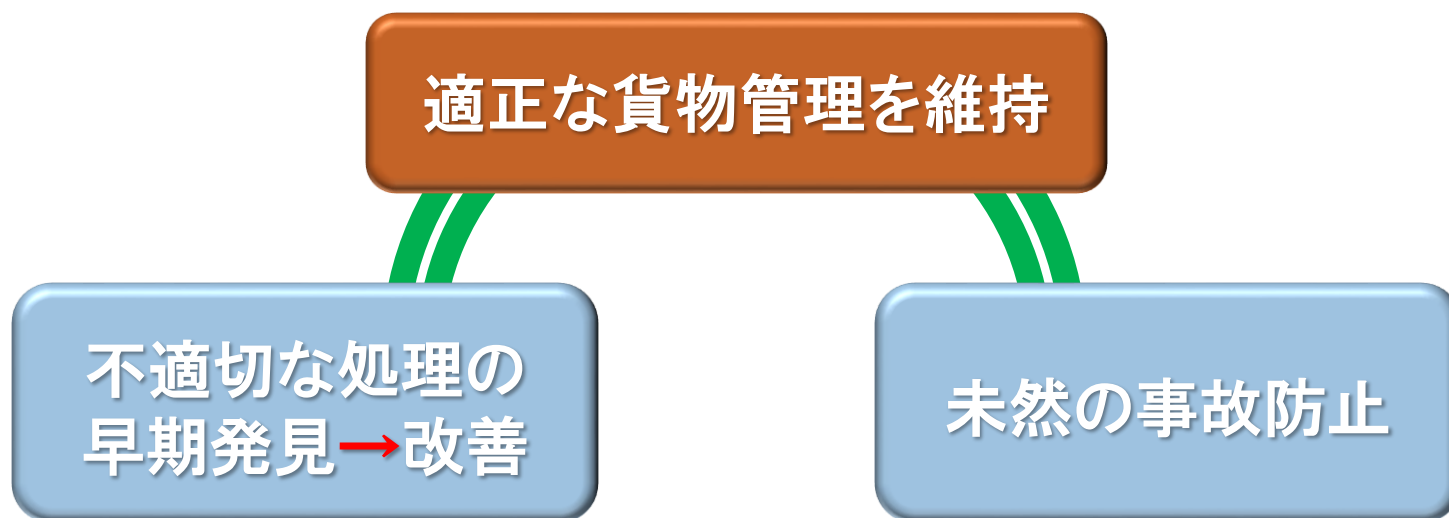 適正な貨物管理を維持
不適切な処理の
早期発見→改善
未然の事故防止